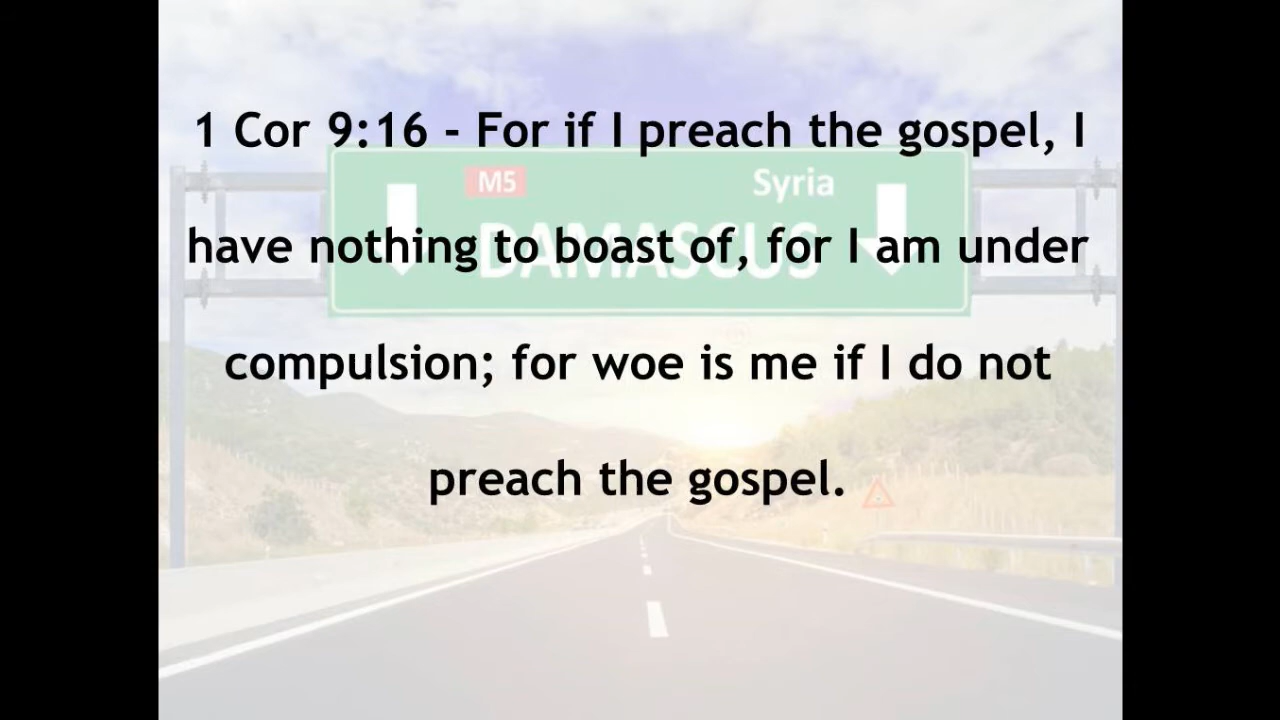 1 Cor 9:16 - For if I preach the gospel, I
M5 Syria
have nothing to boast of, for I am under
DAMASCUS
compulsion; for woe is me if I do not
preach the gospel.